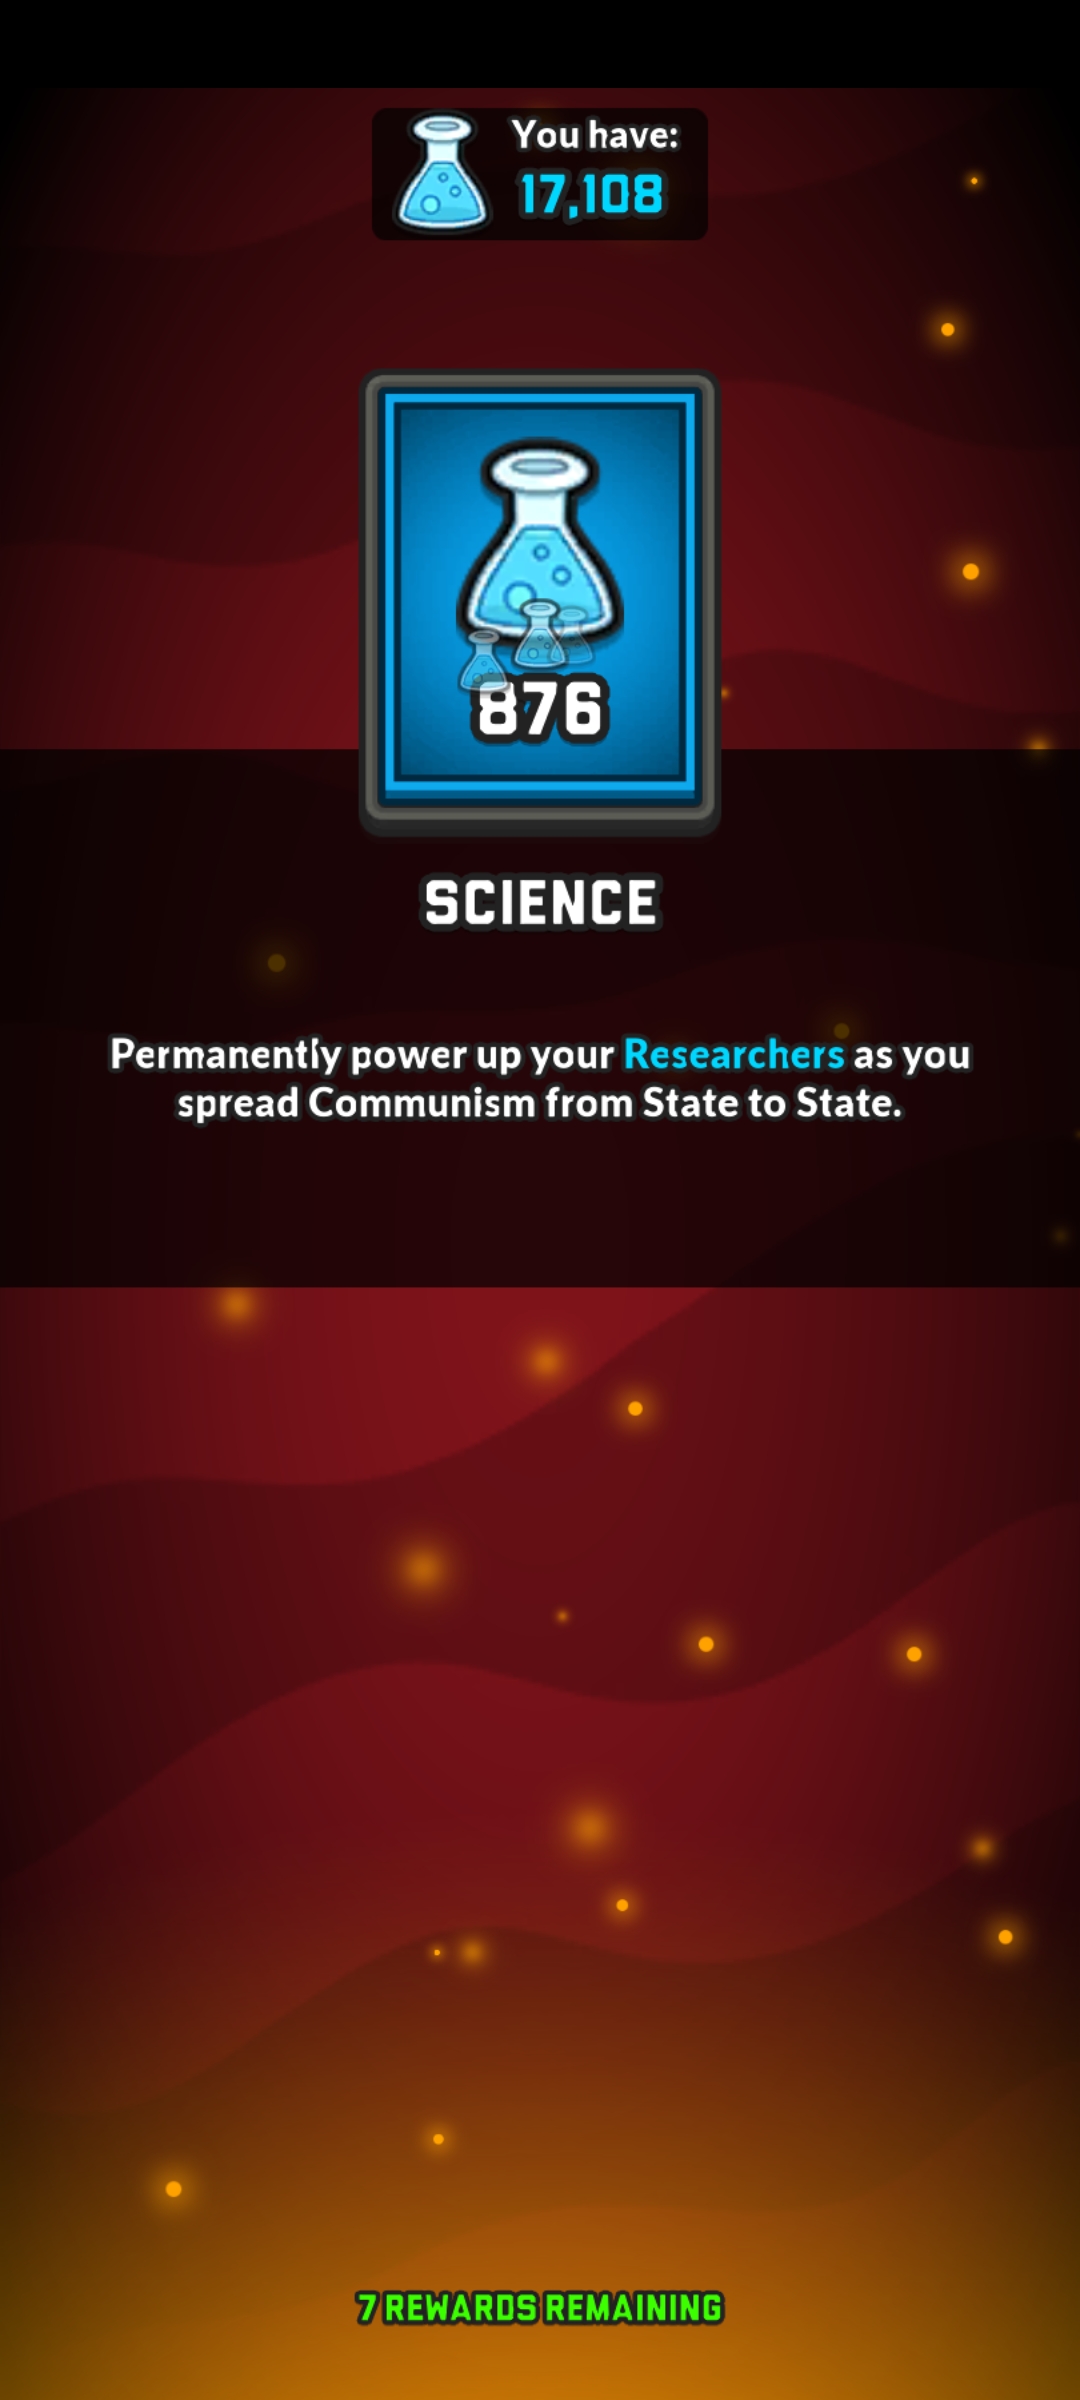 You have:
17,108
876
SCIENCE
Permanently power up your Researchers as you
spread Communism from State to State.
7 REWARDS REMAINING